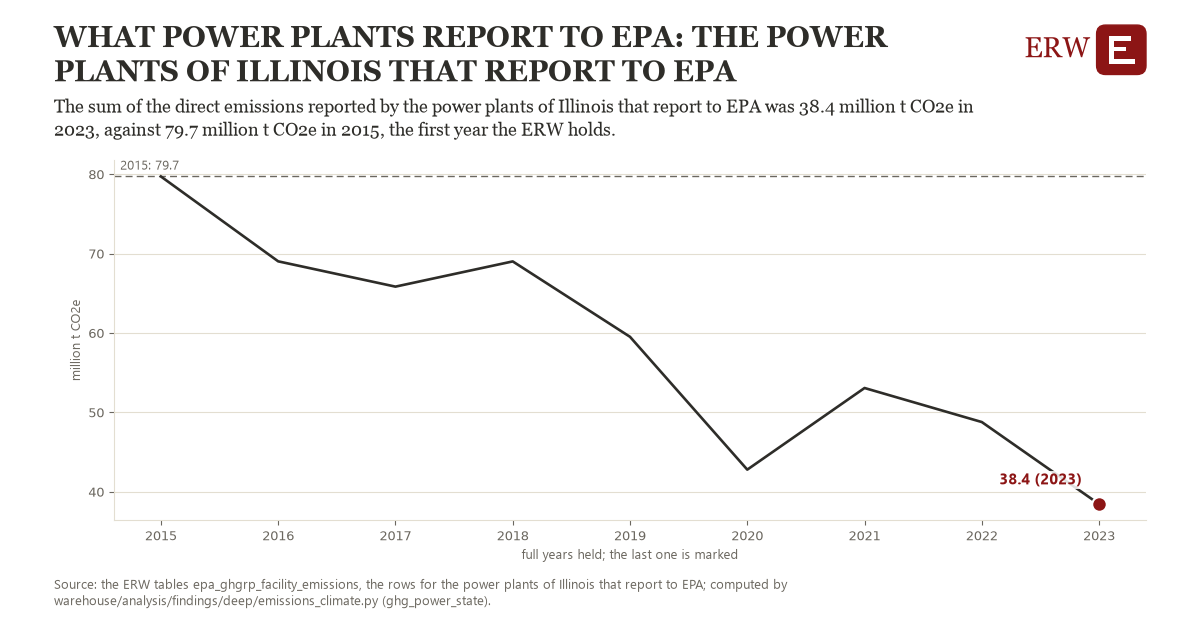 WHAT POWER PLANTS REPORT TO EPA: THE POWER
PLANTS OF ILLINOIS THAT REPORT TO EPA
ERW E
The sum of the direct emissions reported by the power plants of Illinois that report to EPA was 38.4 million t CO2e in
2023, against 79.7 million t CO2e in 2015, the first year the ERW holds.
2015: 79.7
80
70
60
50
40
million t CO2e
38.4 (2023)
2015 2016 2017 2018 2019 2020 2021 2022 2023
full years held; the last one is marked
Source: the ERW tables epa_ghgrp_facility_emissions, the rows for the power plants of Illinois that report to EPA; computed by
warehouse/analysis/findings/deep/emissions_climate.py (ghg_power_state).